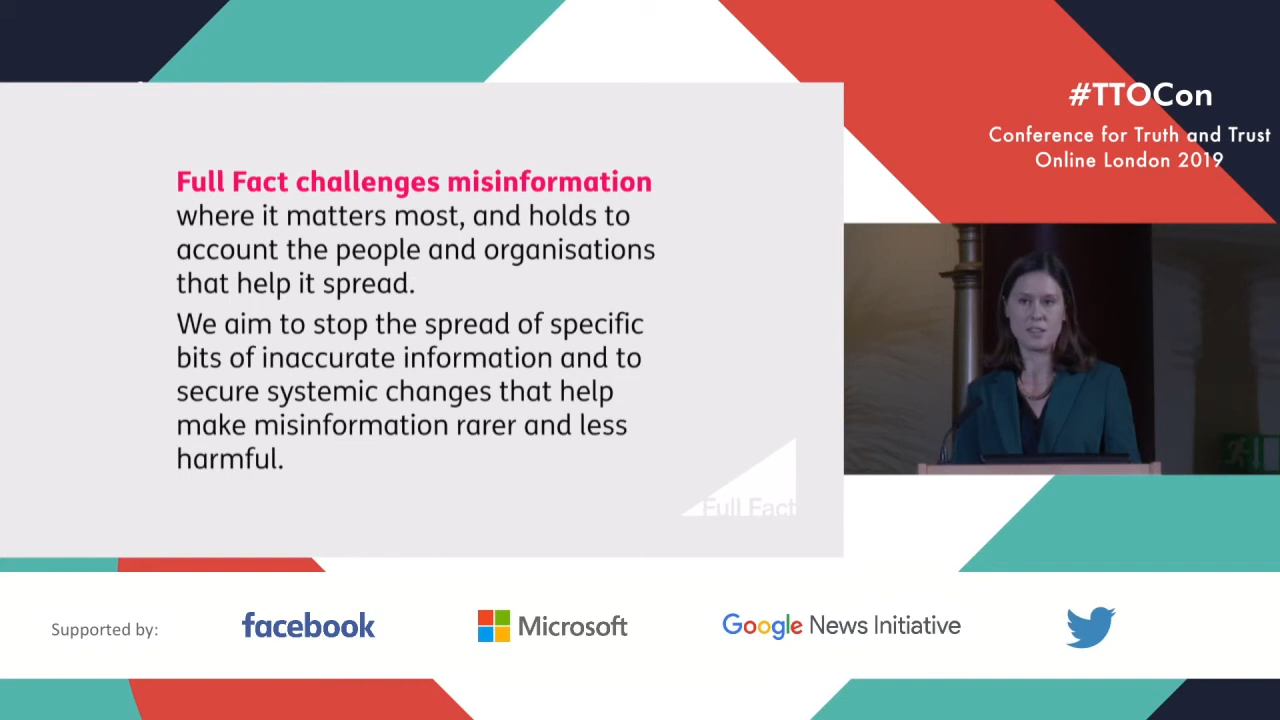 #TTOCon
Conference for Truth and Trust
Online London 2019
Full Fact challenges misinformation
where it matters most, and holds to
account the people and organisations
that help it spread.
We aim to stop the spread of specific
bits of inaccurate information and to
secure systemic changes that help
make misinformation rarer and less
harmful.
Full Fact
Supported by:
facebook
Microsoft
Google News Initiative